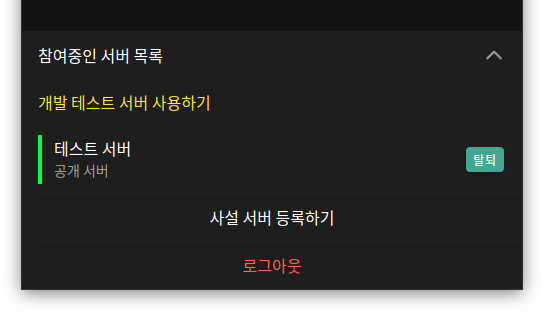 참여중인 서버 목록
개발 테스트 서버 사용하기
테스트 서버
공개 서버
탈퇴
사설 서버 등록하기
로그아웃